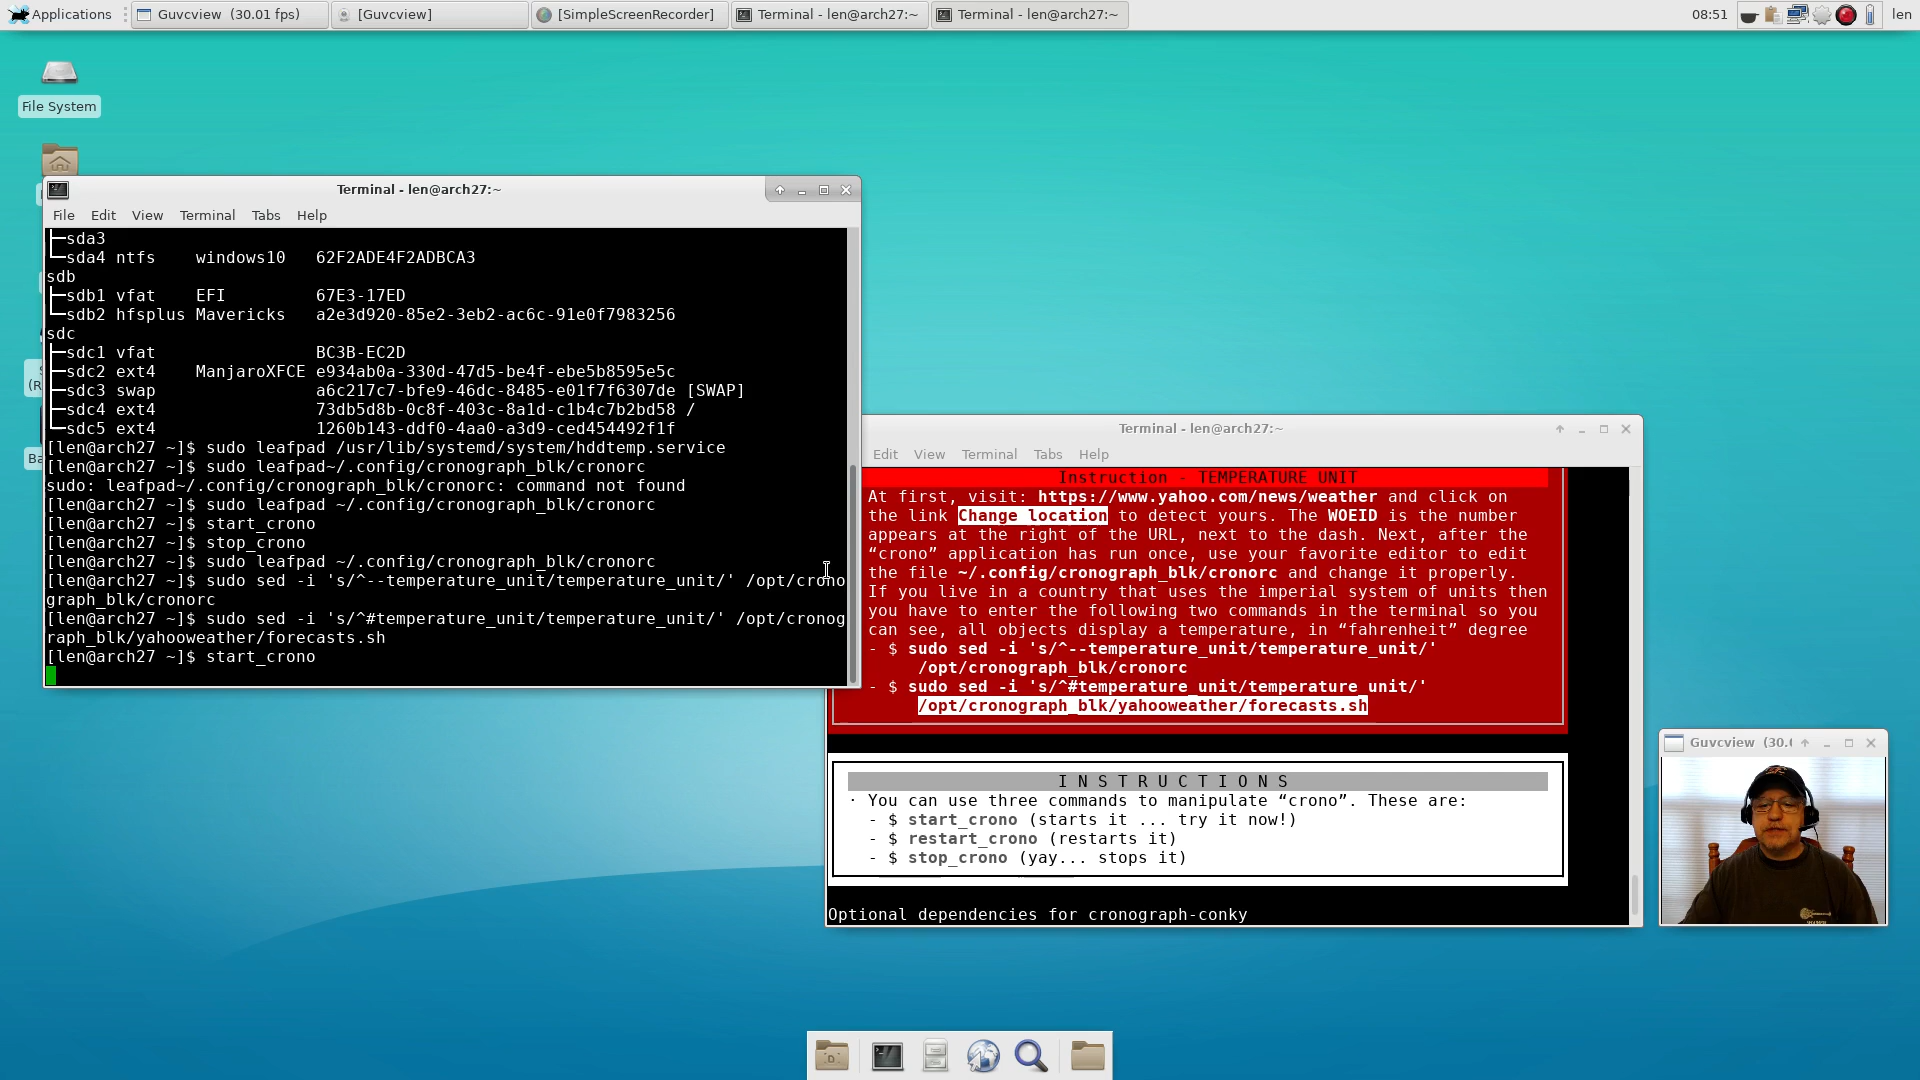 Applications
Guvcview (30.01 fps)
[Guvcview]
[SimpleScreenRecorder]
Terminal - len@arch27:~
Terminal - len@arch27:~
08:51
len
File System
Terminal - len@arch27:~
File Edit View Terminal Tabs Help
├─sda3
└─sda4 ntfs windows10 62F2ADE4F2ADBCA3
sdb
├─sdb1 vfat EFI 67E3-17ED
└─sdb2 hfsplus Mavericks a2e3d920-85e2-3eb2-ac6c-91e0f7983256
sdc
├─sdc1 vfat BC3B-EC2D
├─sdc2 ext4 ManjaroXFCE e934ab0a-330d-47d5-be4f-ebe5b8595e5c
├─sdc3 swap a6c217c7-bfe9-46dc-8485-e01f7f6307de [SWAP]
├─sdc4 ext4 73db5d8b-0c8f-403c-8a1d-c1b4c7b2bd58 /
└─sdc5 ext4 1260b143-ddf0-4aa0-a3d9-ced454492f1f
[len@arch27 ~]$ sudo leafpad /usr/lib/systemd/system/hddtemp.service
[len@arch27 ~]$ sudo leafpad~/.config/cronograph_blk/cronorc
sudo: leafpad~/.config/cronograph_blk/cronorc: command not found
[len@arch27 ~]$ sudo leafpad ~/.config/cronograph_blk/cronorc
[len@arch27 ~]$ start_crono
[len@arch27 ~]$ stop_crono
[len@arch27 ~]$ sudo leafpad ~/.config/cronograph_blk/cronorc
[len@arch27 ~]$ sudo sed -i 's/^--temperature_unit/temperature_unit/' /opt/crono
graph_blk/cronorc
[len@arch27 ~]$ sudo sed -i 's/^#temperature_unit/temperature_unit/' /opt/cronog
raph_blk/yahooweather/forecasts.sh
[len@arch27 ~]$ start_crono
Terminal - len@arch27:~
Edit View Terminal Tabs Help
Instruction - TEMPERATURE UNIT
At first, visit: https://www.yahoo.com/news/weather and click on
the link Change location to detect yours. The WOEID is the number
appears at the right of the URL, next to the dash. Next, after the
“crono” application has run once, use your favorite editor to edit
the file ~/.config/cronograph_blk/cronorc and change it properly.
If you live in a country that uses the imperial system of units then
you have to enter the following two commands in the terminal so you
can see, all objects display a temperature, in “fahrenheit” degree
- $ sudo sed -i 's/^--temperature_unit/temperature_unit/'
/opt/cronograph_blk/cronorc
- $ sudo sed -i 's/^#temperature_unit/temperature_unit/'
/opt/cronograph_blk/yahooweather/forecasts.sh
I N S T R U C T I O N S
· You can use three commands to manipulate “crono”. These are:
- $ start_crono (starts it ... try it now!)
- $ restart_crono (restarts it)
- $ stop_crono (yay... stops it)
Optional dependencies for cronograph-conky
Guvcview (30.